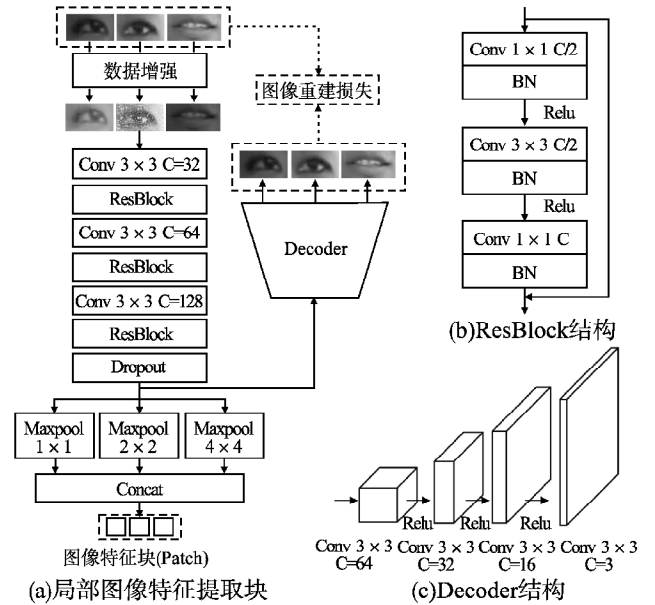 数据增强
Conv 3 × 3 C=32
ResBlock
Conv 3 × 3 C=64
ResBlock
Conv 3 × 3 C=128
ResBlock
Dropout
Maxpool
1 × 1
Maxpool
2 × 2
Maxpool
4 × 4
Concat
图像特征块(Patch)
(a)局部图像特征提取块
图像重建损失
Decoder
Conv 1 × 1 C/2
BN
Relu
Conv 3 × 3 C/2
BN
Relu
Conv 1 × 1 C
BN
(b)ResBlock结构
Relu
Relu
Relu
Conv 3 × 3
C=64
Conv 3 × 3
C=32
Conv 3 × 3
C=16
Conv 3 × 3
C=3
(c)Decoder结构